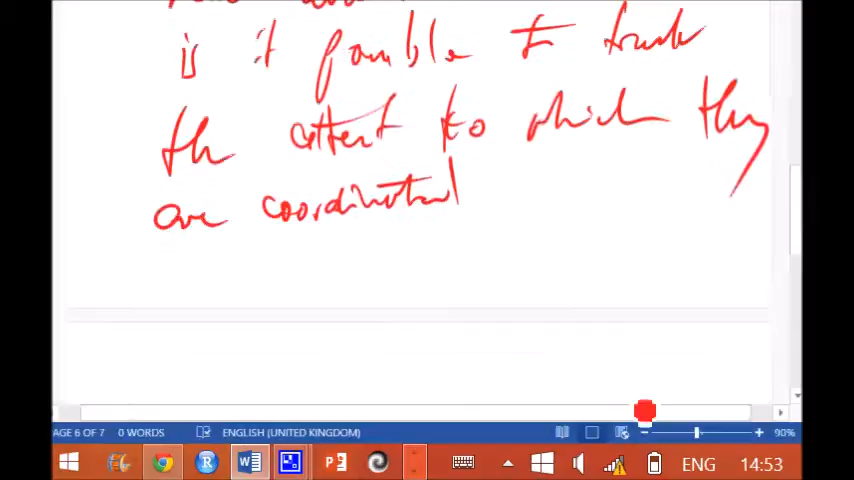 is it possible to track
the extent to which they
are coordinated
PAGE 6 OF 7 0 WORDS ENGLISH (UNITED KINGDOM) 90%
ENG 14:53